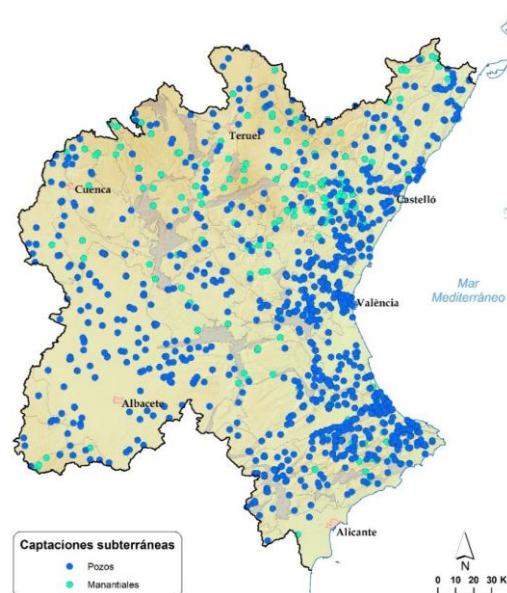 Teruel
Cuenca
Castelló
Mar
Mediterráneo
València
Albacete
Alicante
Captaciones subterráneas
Pozos
Manantiales
N
0 10 20 30 K